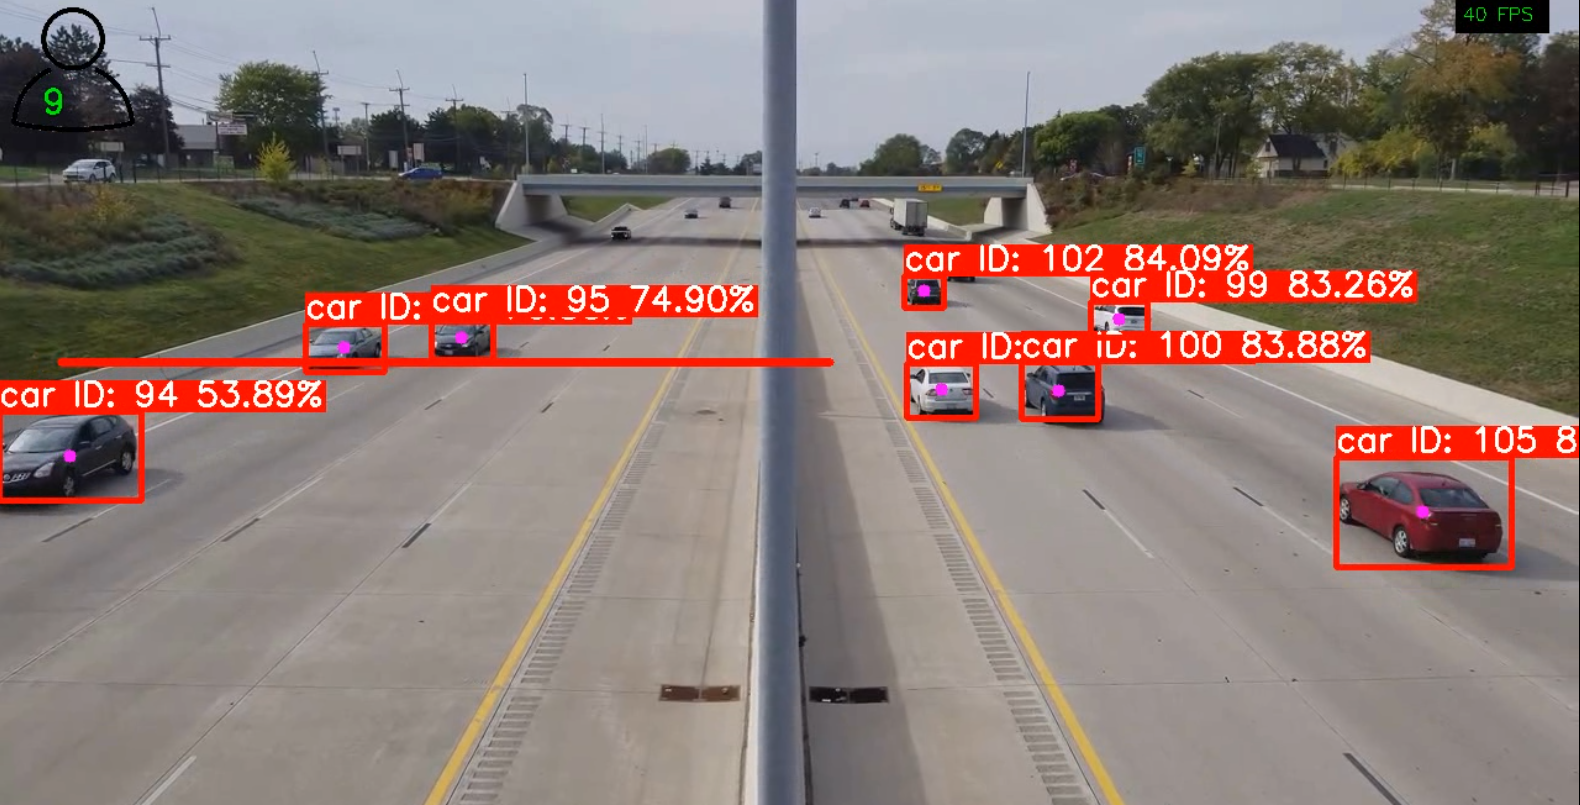 40 FPS
9
car ID: 102 84.09%
car ID: 99 83.26%
car ID:
car ID: 95 74.90%
car ID:
car ID: 100 83.88%
car ID: 94 53.89%
car ID: 105 8